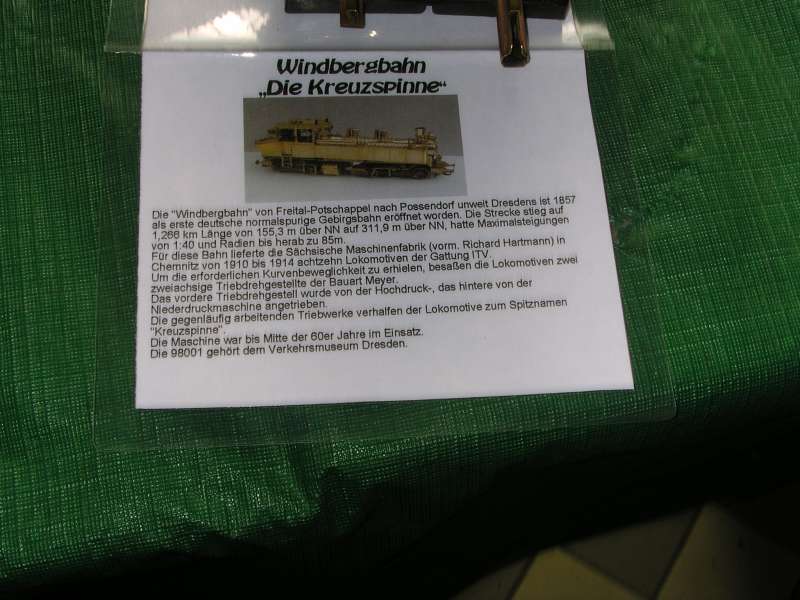 Windbergbahn
„Die Kreuzspinne“
Die "Windbergbahn" von Freital-Potschappel nach Possendorf unweit Dresdens ist 1857
als erste deutsche normalspurige Gebirgsbahn eröffnet worden. Die Strecke stieg auf
1,266 km Länge von 155,3 m über NN auf 311,9 m über NN, hatte Maximalsteigungen
von 1:40 und Radien bis herab zu 85m.
Für diese Bahn lieferte die Sächsische Maschinenfabrik (vorm. Richard Hartmann) in
Chemnitz von 1910 bis 1914 achtzehn Lokomotiven der Gattung ITV.
Um die erforderlichen Kurvenbeweglichkeit zu erhielen, besaßen die Lokomotiven zwei
zweiachsige Triebdrehgestellte der Bauart Meyer.
Das vordere Triebdrehgestell wurde von der Hochdruck-, das hintere von der
Niederdruckmaschine angetrieben.
Die gegenläufig arbeitenden Triebwerke verhalfen der Lokomotive zum Spitznamen
"Kreuzspinne".
Die Maschine war bis Mitte der 60er Jahre im Einsatz.
Die 98001 gehört dem Verkehrsmuseum Dresden.